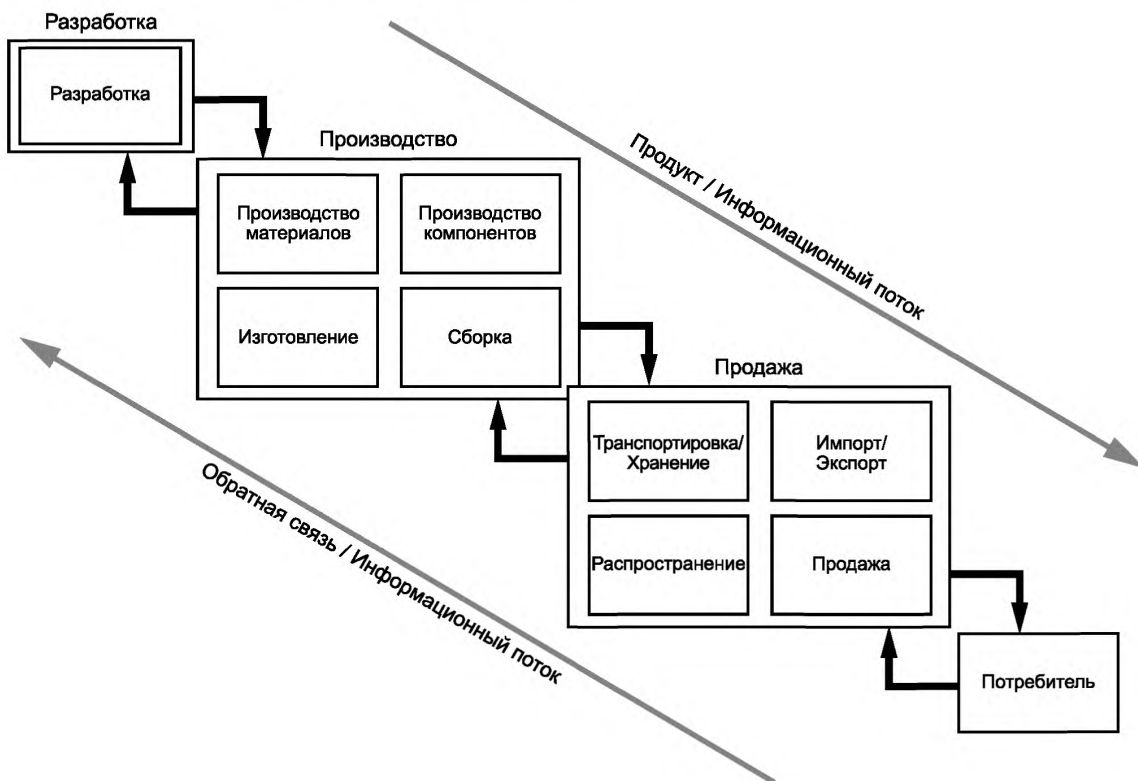 Разработка
Разработка
Производство
Производство
материалов
Производство
компонентов
Изготовление
Сборка
Продукт / Информационный поток
Продажа
Транспортировка/
Хранение
Импорт/
Экспорт
Распространение
Продажа
Обратная связь / Информационный поток
Потребитель